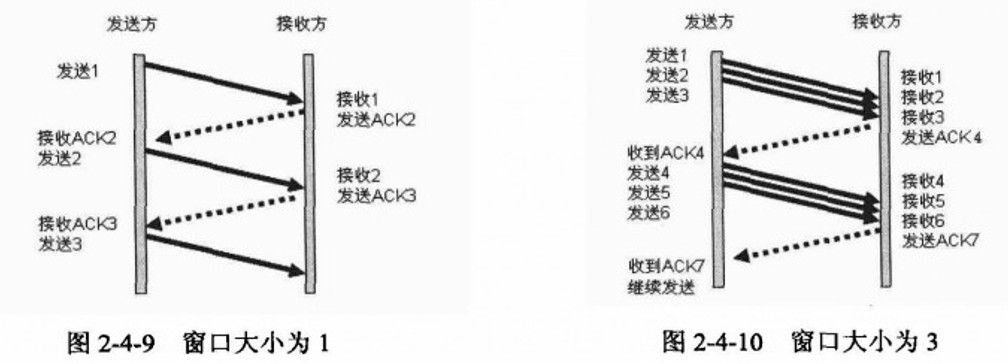 发送方
接收方
发送1
接收1
发送ACK2
接收ACK2
发送2
接收2
发送ACK3
接收ACK3
发送3
图 2-4-9 窗口大小为 1
发送方
接收方
发送1
发送2
发送3
接收1
接收2
接收3
发送ACK4
收到ACK4
发送4
发送5
发送6
接收4
接收5
接收6
发送ACK7
收到ACK7
继续发送
图 2-4-10 窗口大小为 3